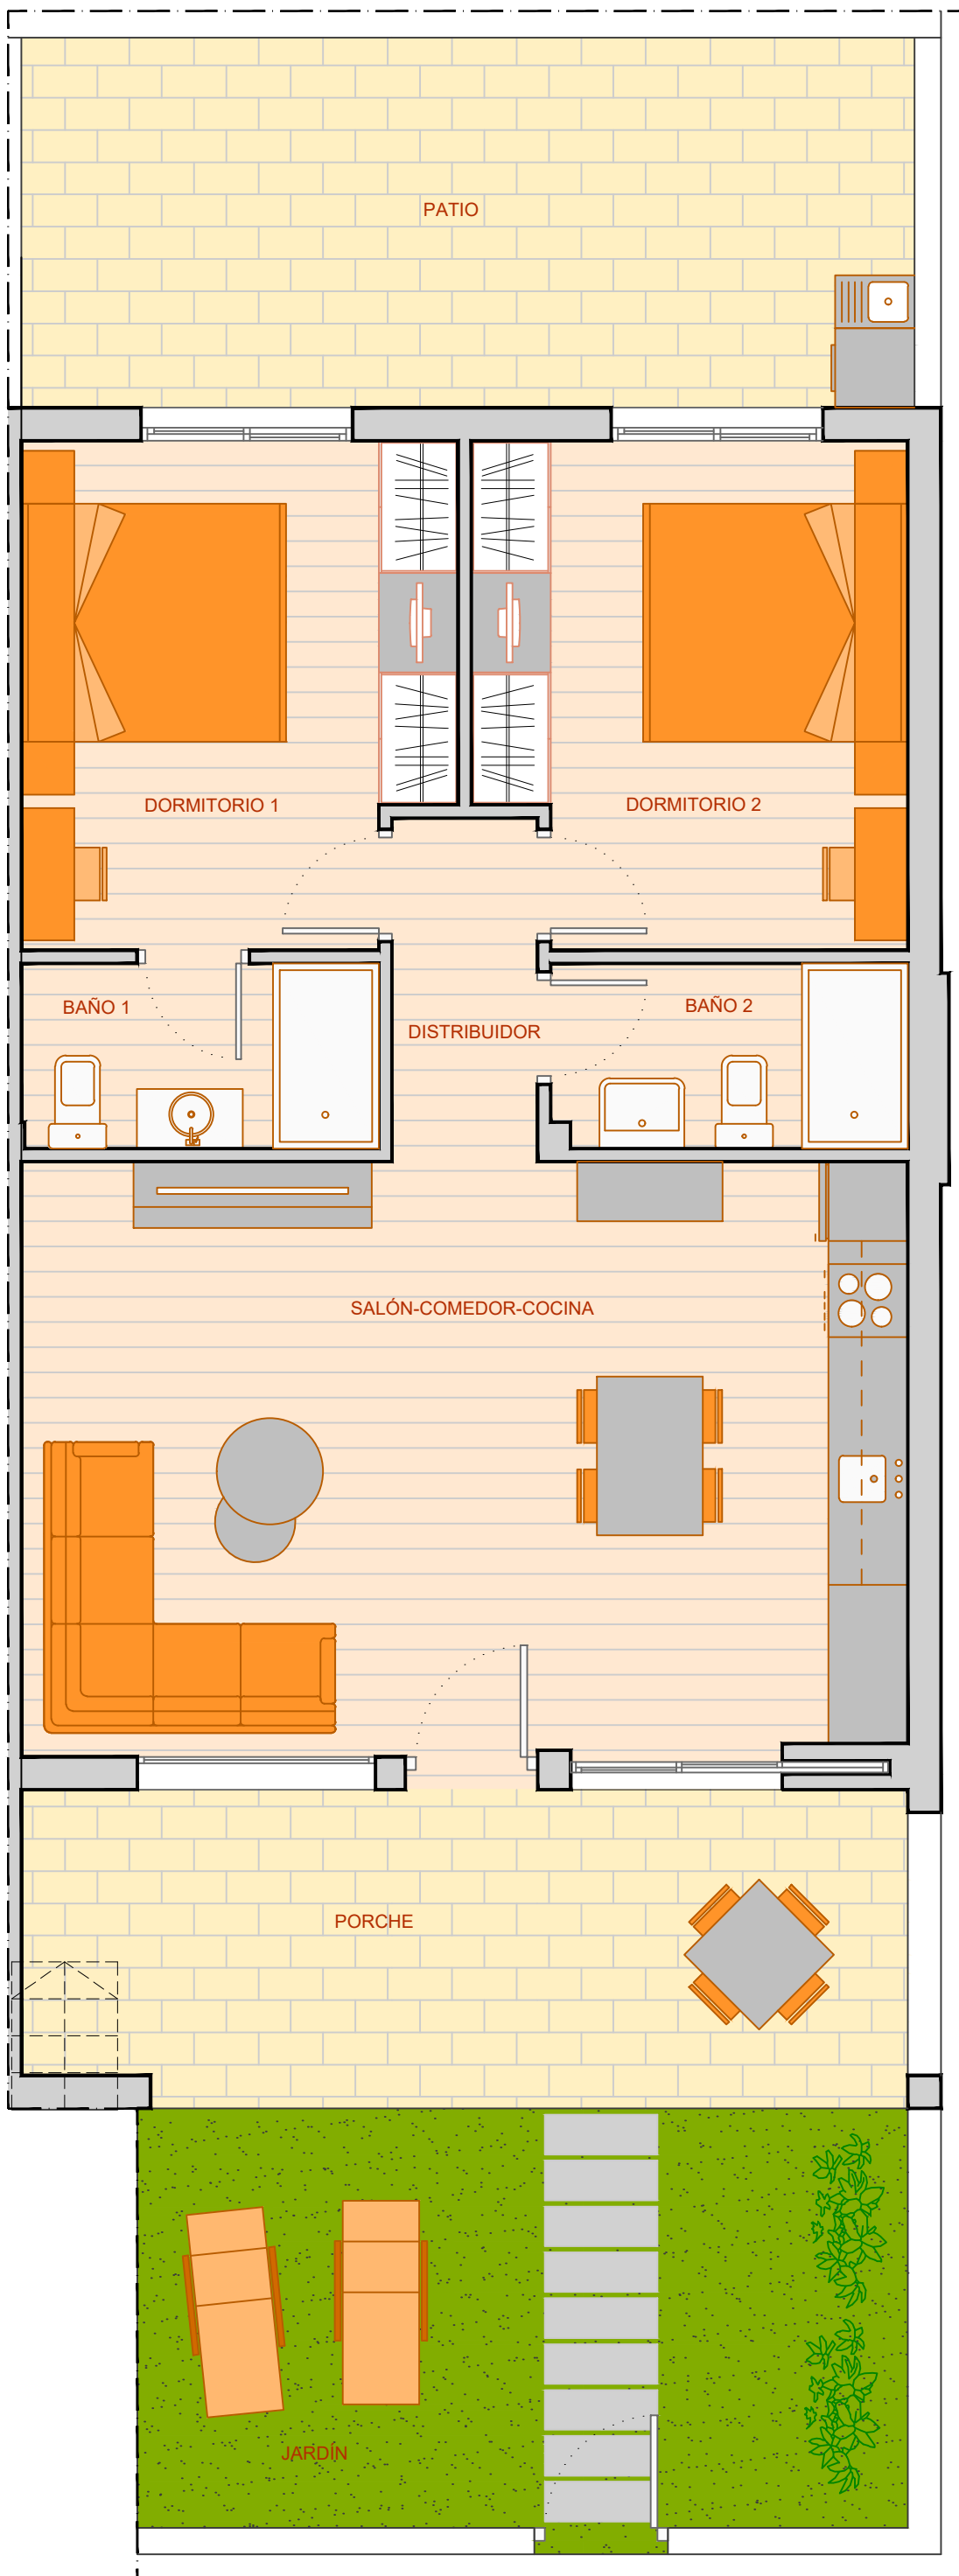 PATIO
DORMITORIO 1
DORMITORIO 2
BAÑO 1
BAÑO 2
DISTRIBUIDOR
SALÓN-COMEDOR-COCINA
PORCHE
JARDÍN